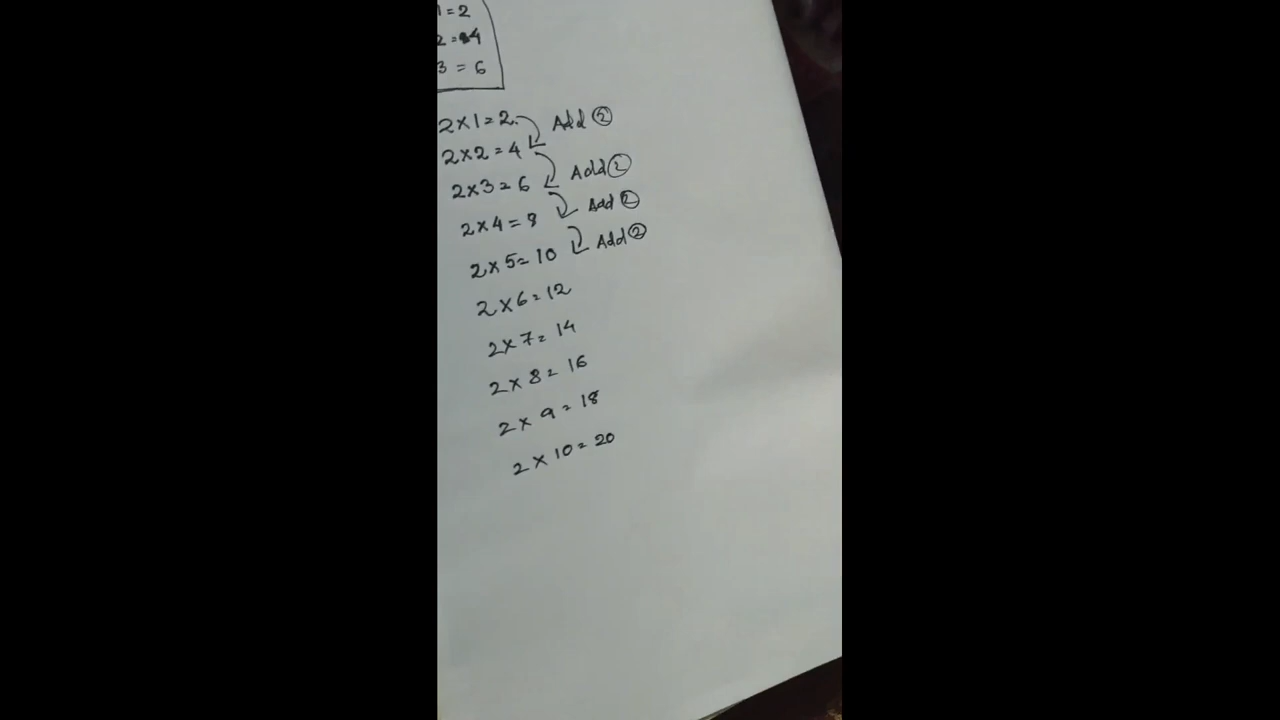 1=2
2=4
3 = 6
2×1=2 Add ②
2×2=4 Add ②
2×3=6 Add ②
2×4=8 Add ②
2×5=10
2×6=12
2×7=14
2×8=16
2×9=18
2×10=20